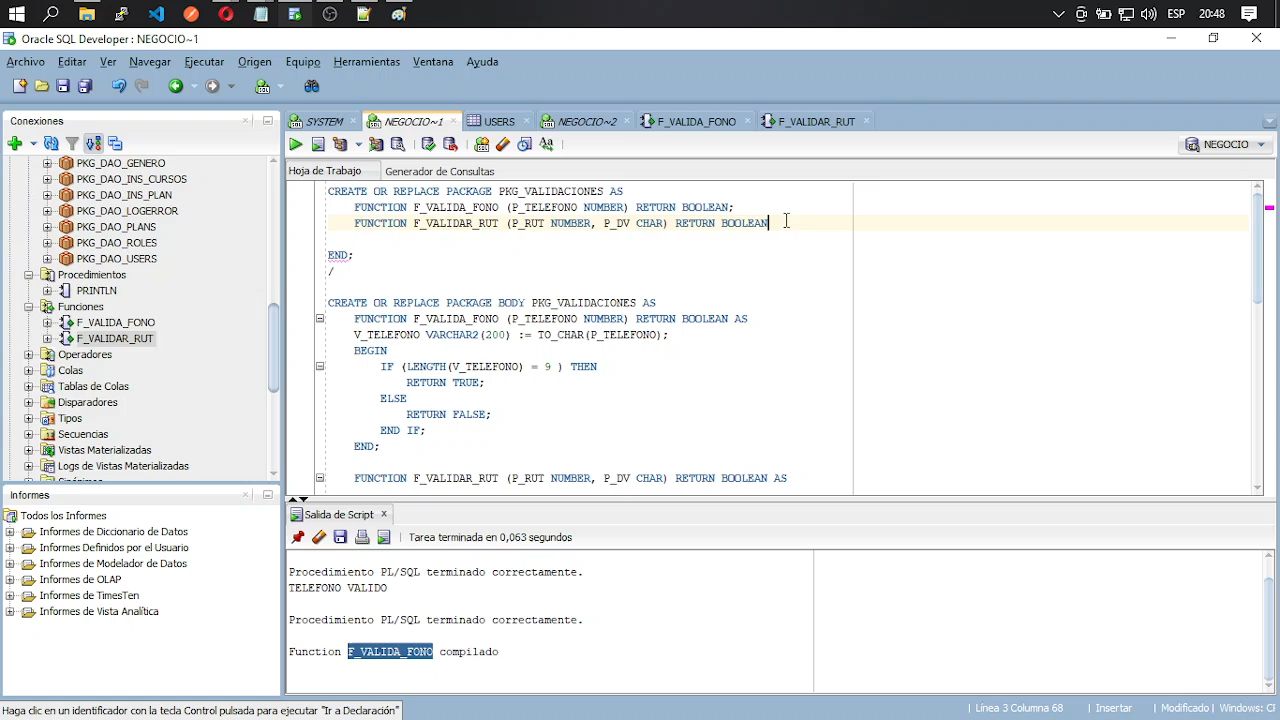 ESP 20:48
Oracle SQL Developer : NEGOCIO~1
Archivo Editar Ver Navegar Ejecutar Origen Equipo Herramientas Ventana Ayuda
Conexiones
PKG_DAO_GENERO
PKG_DAO_INS_CURSOS
PKG_DAO_INS_PLAN
PKG_DAO_LOGERROR
PKG_DAO_PLANS
PKG_DAO_ROLES
PKG_DAO_USERS
Procedimientos
PRINTLN
Funciones
F_VALIDA_FONO
F_VALIDAR_RUT
Operadores
Colas
Tablas de Colas
Disparadores
Tipos
Secuencias
Vistas Materializadas
Logs de Vistas Materializadas
Informes
Todos los Informes
Informes de Diccionario de Datos
Informes Definidos por el Usuario
Informes de Modelador de Datos
Informes de OLAP
Informes de TimesTen
Informes de Vista Analítica
SYSTEM NEGOCIO~1 USERS NEGOCIO~2 F_VALIDA_FONO F_VALIDAR_RUT
NEGOCIO
Hoja de Trabajo Generador de Consultas
CREATE OR REPLACE PACKAGE PKG_VALIDACIONES AS
FUNCTION F_VALIDA_FONO (P_TELEFONO NUMBER) RETURN BOOLEAN;
FUNCTION F_VALIDAR_RUT (P_RUT NUMBER, P_DV CHAR) RETURN BOOLEAN
END;
/
CREATE OR REPLACE PACKAGE BODY PKG_VALIDACIONES AS
FUNCTION F_VALIDA_FONO (P_TELEFONO NUMBER) RETURN BOOLEAN AS
V_TELEFONO VARCHAR2(200) := TO_CHAR(P_TELEFONO);
BEGIN
IF (LENGTH(V_TELEFONO) = 9 ) THEN
RETURN TRUE;
ELSE
RETURN FALSE;
END IF;
END;
FUNCTION F_VALIDAR_RUT (P_RUT NUMBER, P_DV CHAR) RETURN BOOLEAN AS
Salida de Script
Tarea terminada en 0,063 segundos
Procedimiento PL/SQL terminado correctamente.
TELEFONO VALIDO
Procedimiento PL/SQL terminado correctamente.
Function F_VALIDA_FONO compilado
Haga clic en un identificador con la tecla Control pulsada para ejecutar "Ir a Declaración"
Línea 3 Columna 68 Insertar Modificado Windows: CF